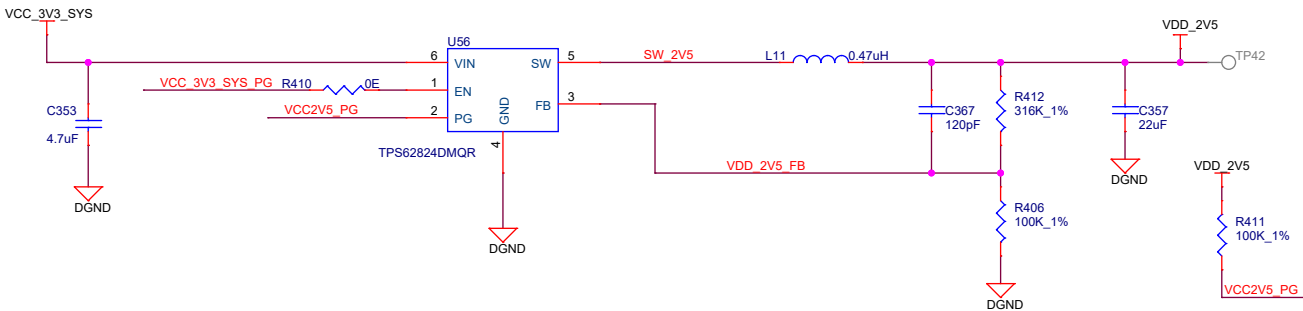 VCC_3V3_SYS
VDD_2V5
U56
6
VIN
SW
5
SW_2V5
L11
0.47uH
TP42
VCC_3V3_SYS_PG
R410
0E
1
EN
FB
3
VCC2V5_PG
2
PG
GND
4
C353
4.7uF
C367
120pF
R412
316K_1%
C357
22uF
TPS62824DMQR
VDD_2V5_FB
DGND
VDD_2V5
DGND
R406
100K_1%
R411
100K_1%
DGND
DGND
VCC2V5_PG